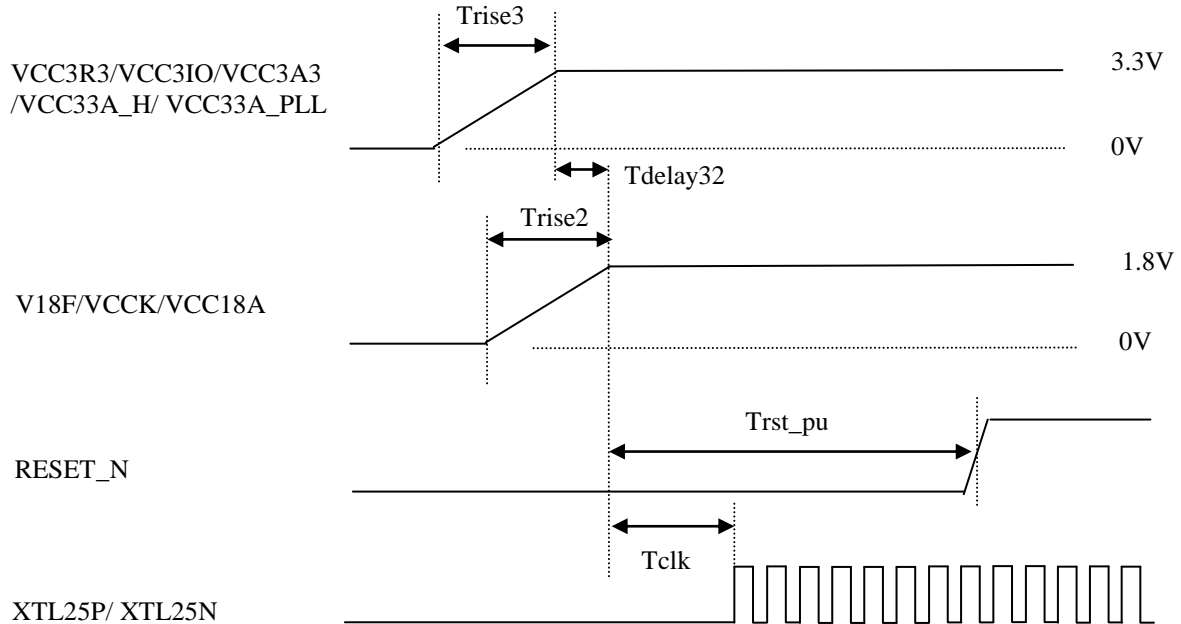 Trise3
VCC3R3/VCC3IO/VCC3A3
/VCC33A_H/ VCC33A_PLL
3.3V
0V
Tdelay32
Trise2
1.8V
V18F/VCCK/VCC18A
0V
Trst_pu
RESET_N
Tclk
XTL25P/ XTL25N